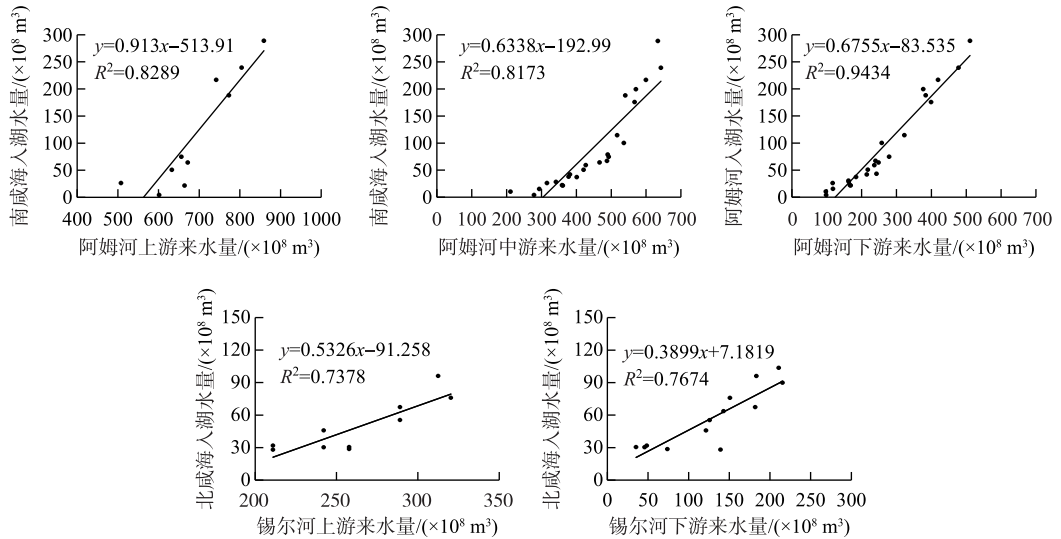 南咸海入湖水量/(×10⁸ m³)
300
250
200
150
100
50
0
y=0.913x−513.91
R²=0.8289
400 500 600 700 800 900 1000
阿姆河上游来水量/(×10⁸ m³)
南咸海入湖水量/(×10⁸ m³)
300
250
200
150
100
50
0
y=0.6338x−192.99
R²=0.8173
0 100 200 300 400 500 600 700
阿姆河中游来水量/(×10⁸ m³)
阿姆河入湖水量/(×10⁸ m³)
300
250
200
150
100
50
0
y=0.6755x−83.535
R²=0.9434
0 100 200 300 400 500 600 700
阿姆河下游来水量/(×10⁸ m³)
北咸海入湖水量/(×10⁸ m³)
150
120
90
60
30
0
y=0.5326x−91.258
R²=0.7378
200 250 300 350
锡尔河上游来水量/(×10⁸ m³)
北咸海入湖水量/(×10⁸ m³)
150
120
90
60
30
0
y=0.3899x+7.1819
R²=0.7674
0 50 100 150 200 250 300
锡尔河下游来水量/(×10⁸ m³)